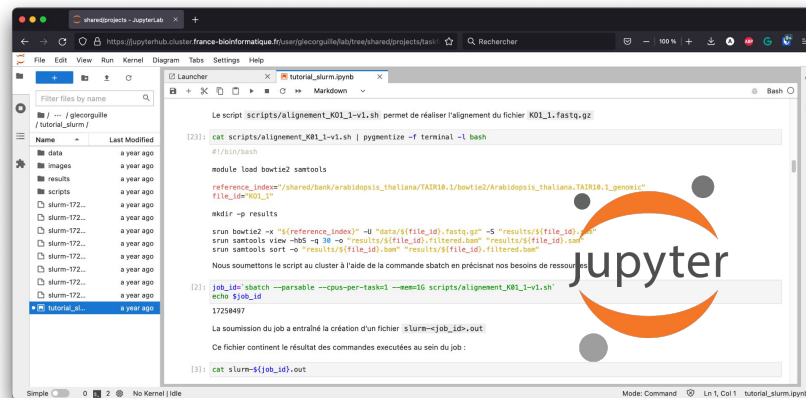 shared/projects - JupyterLab
https://jupyterhub.cluster.france-bioinformatique.fr/user/glecorguille/lab/tree/shared/projects/task
Rechercher
100 %
File Edit View Run Kernel Diagram Tabs Settings Help
Filter files by name
/ ··· / glecorguille
/ tutorial_slurm /
Name Last Modified
data a year ago
images a year ago
results a year ago
scripts a year ago
slurm-172... a year ago
slurm-172... a year ago
slurm-172... a year ago
slurm-172... a year ago
slurm-172... a year ago
slurm-172... a year ago
slurm-172... a year ago
slurm-172... a year ago
tutorial_sl... a year ago
Launcher
tutorial_slurm.ipynb
Markdown
Bash
Le script scripts/alignement_K01_1-v1.sh permet de réaliser l'alignement du fichier K01_1.fastq.gz
[23]: cat scripts/alignement_K01_1-v1.sh | pygmentize -f terminal -l bash
#!/bin/bash
module load bowtie2 samtools
reference_index="/shared/bank/arabidopsis_thaliana/TAIR10.1/bowtie2/Arabidopsis_thaliana.TAIR10.1_genomic"
file_id="K01_1"
mkdir -p results
srun bowtie2 -x "${reference_index}" -U "data/${file_id}.fastq.gz" -S "results/${file_id}.sam"
srun samtools view -hbS -q 30 -o "results/${file_id}.filtered.bam" "results/${file_id}.sam"
srun samtools sort -o "results/${file_id}.bam" "results/${file_id}.filtered.bam"
Nous soumettons le script au cluster à l'aide de la commande sbatch en précisnat nos besoins de ressources
jupyter
[2]: job_id=`sbatch --parsable --cpus-per-task=1 --mem=1G scripts/alignement_K01_1-v1.sh`
echo $job_id
17250497
La soumission du job a entraîné la création d'un fichier slurm-<job_id>.out
Ce fichier continent le résultat des commandes executées au sein du job :
[3]: cat slurm-${job_id}.out
Simple 0 2 No Kernel | Idle
Mode: Command Ln 1, Col 1 tutorial_slurm.ipynb